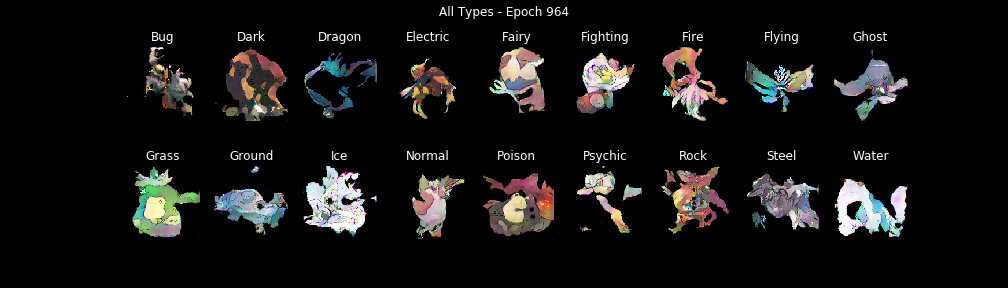 All Types - Epoch 964
Bug Dark Dragon Electric Fairy Fighting Fire Flying Ghost
Grass Ground Ice Normal Poison Psychic Rock Steel Water